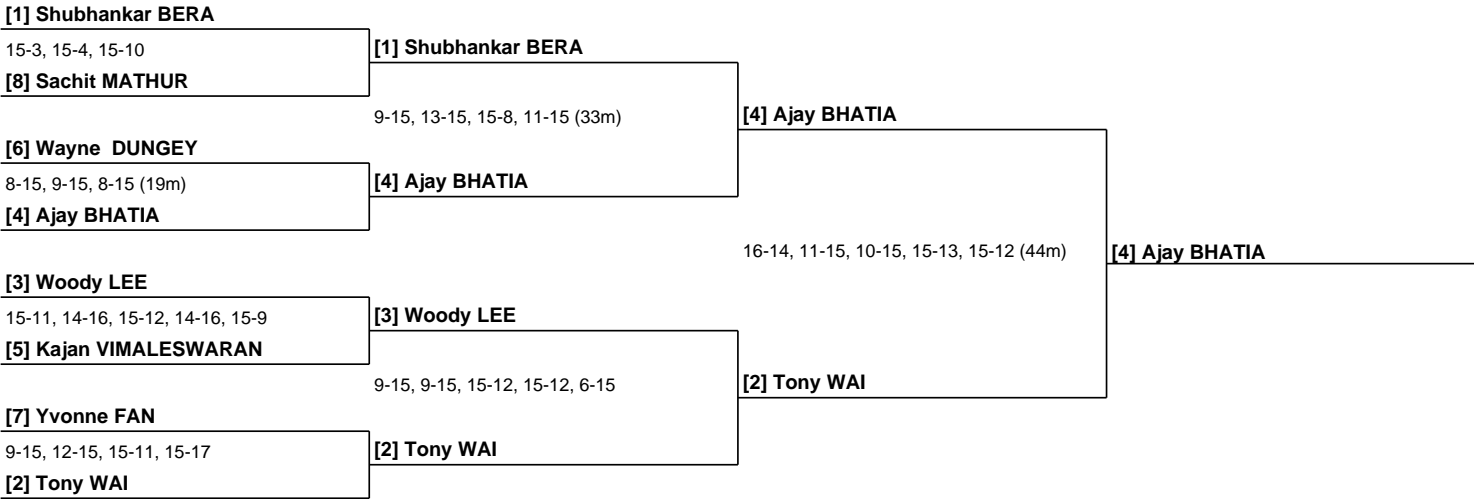 [1] Shubhankar BERA
15-3, 15-4, 15-10
[8] Sachit MATHUR
[6] Wayne  DUNGEY
8-15, 9-15, 8-15 (19m)
[4] Ajay BHATIA
[3] Woody LEE
15-11, 14-16, 15-12, 14-16, 15-9
[5] Kajan VIMALESWARAN
[7] Yvonne FAN
9-15, 12-15, 15-11, 15-17
[2] Tony WAI
[1] Shubhankar BERA
9-15, 13-15, 15-8, 11-15 (33m)
[4] Ajay BHATIA
[3] Woody LEE
9-15, 9-15, 15-12, 15-12, 6-15
[2] Tony WAI
[4] Ajay BHATIA
16-14, 11-15, 10-15, 15-13, 15-12 (44m)
[2] Tony WAI
[4] Ajay BHATIA